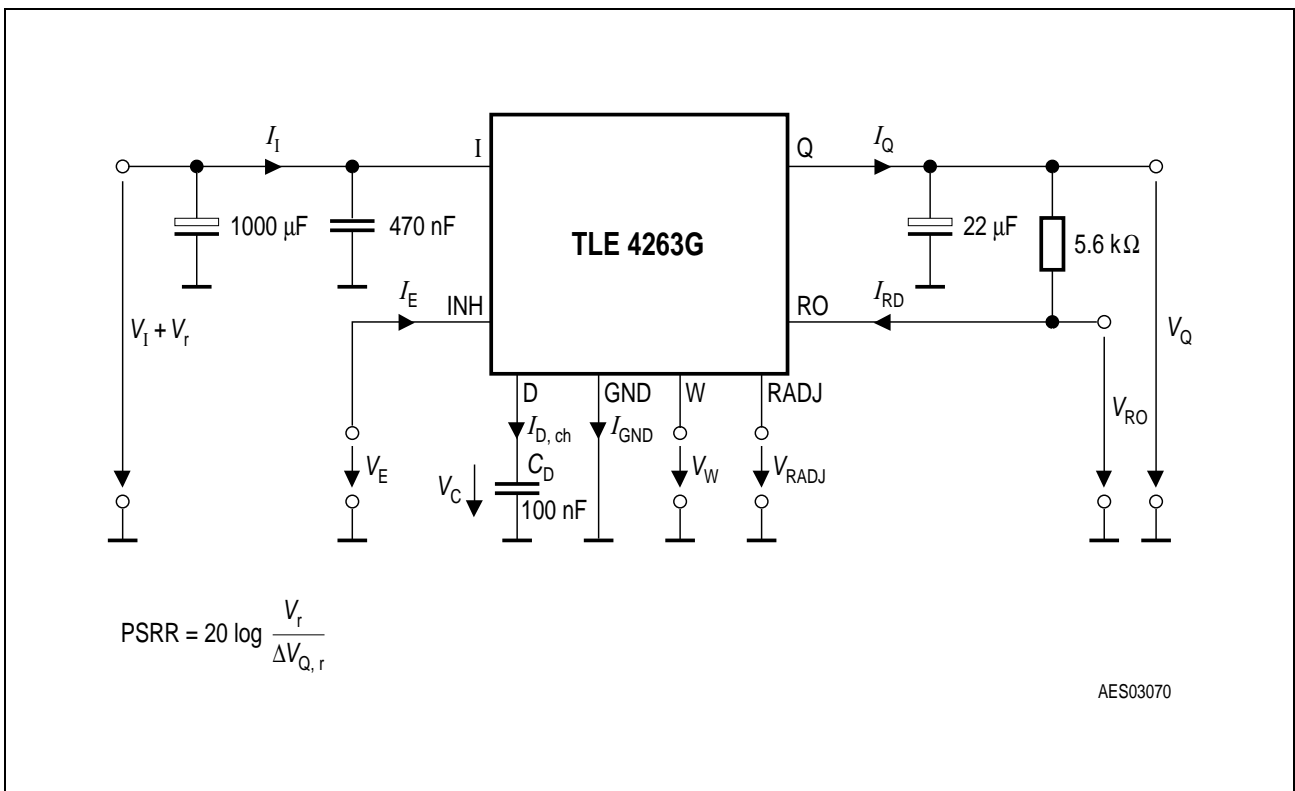 I_I
I
Q
I_Q
1000 µF
470 nF
TLE 4263G
22 µF
5.6 kΩ
I_E
INH
RO
I_RD
V_I + V_r
V_Q
D
GND
W
RADJ
V_RO
I_D, ch
I_GND
V_E
C_D
V_W
V_RADJ
V_C
100 nF
PSRR = 20 log V_r / ΔV_Q, r
AES03070